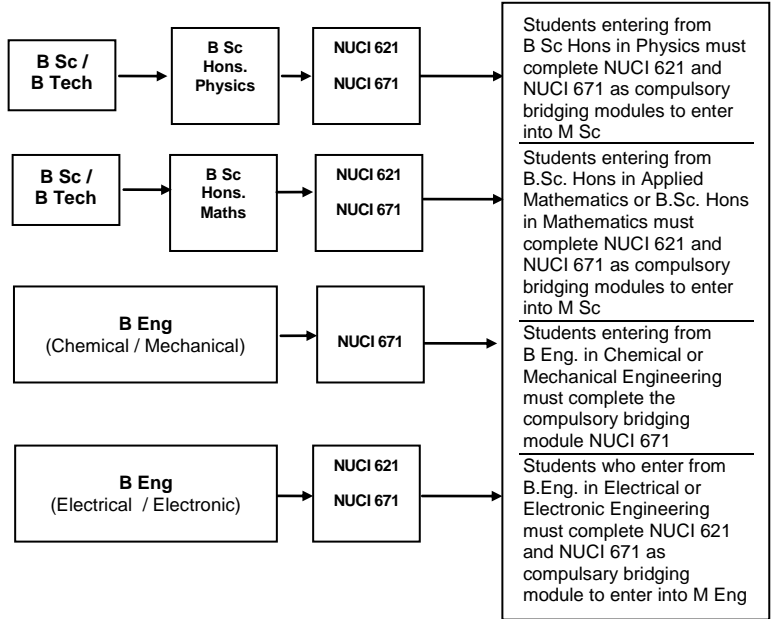 B Sc /
B Tech
B Sc
Hons.
Physics
NUCI 621
NUCI 671
Students entering from
B Sc Hons in Physics must
complete NUCI 621 and
NUCI 671 as compulsory
bridging modules to enter
into M Sc
B Sc /
B Tech
B Sc
Hons.
Maths
NUCI 621
NUCI 671
Students entering from
B.Sc. Hons in Applied
Mathematics or B.Sc. Hons
in Mathematics must
complete NUCI 621 and
NUCI 671 as compulsory
bridging modules to enter
into M Sc
B Eng
(Chemical / Mechanical)
NUCI 671
Students entering from
B Eng. in Chemical or
Mechanical Engineering
must complete the
compulsory bridging
module NUCI 671
B Eng
(Electrical / Electronic)
NUCI 621
NUCI 671
Students who enter from
B.Eng. in Electrical or
Electronic Engineering
must complete NUCI 621
and NUCI 671 as
compulsary bridging
module to enter into M Eng